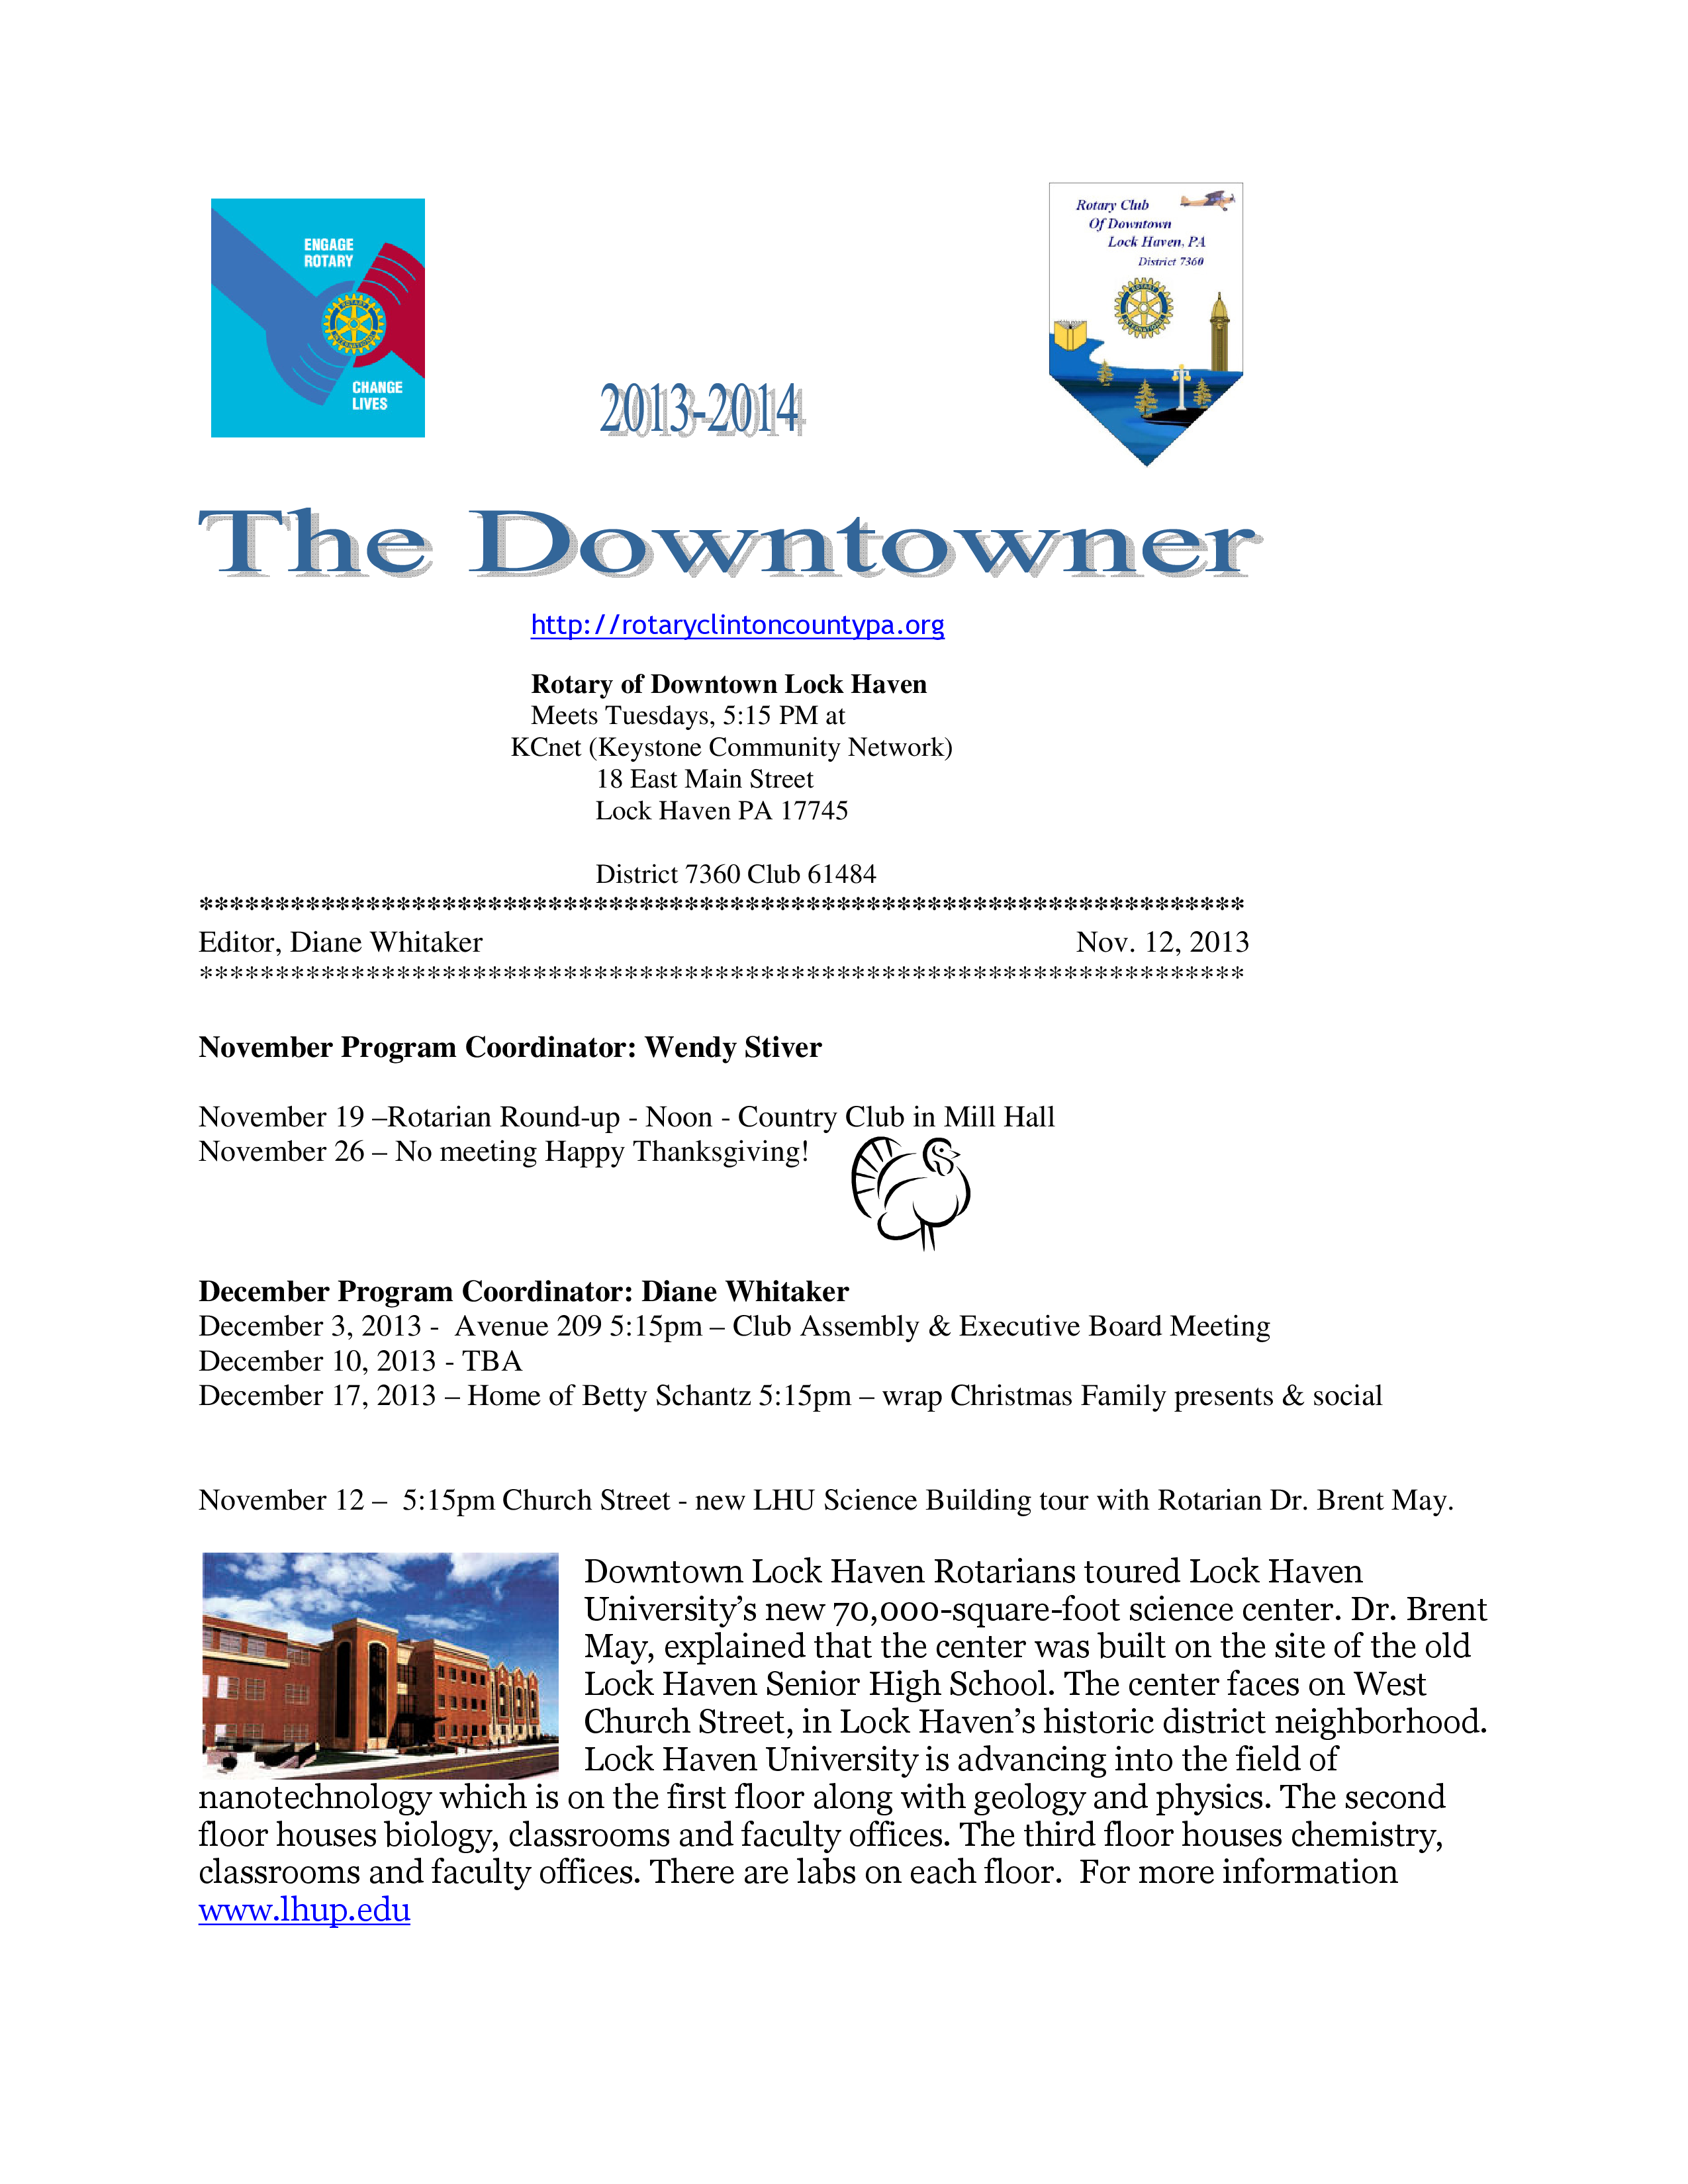 ENGAGE
ROTARY
CHANGE
LIVES
Rotary Club
Of Downtown
Lock Haven, PA
District 7360
ROTARY
INTERNATIONAL
2013-2014
The Downtowner
http://rotaryclintoncountypa.org
Rotary of Downtown Lock Haven
Meets Tuesdays, 5:15 PM at
KCnet (Keystone Community Network)
18 East Main Street
Lock Haven PA 17745
District 7360 Club 61484
*********************************************************************
Editor, Diane Whitaker Nov. 12, 2013
*********************************************************************
November Program Coordinator: Wendy Stiver
November 19 –Rotarian Round-up - Noon - Country Club in Mill Hall
November 26 – No meeting Happy Thanksgiving!
December Program Coordinator: Diane Whitaker
December 3, 2013 -  Avenue 209 5:15pm – Club Assembly & Executive Board Meeting
December 10, 2013 - TBA
December 17, 2013 – Home of Betty Schantz 5:15pm – wrap Christmas Family presents & social
November 12 –  5:15pm Church Street - new LHU Science Building tour with Rotarian Dr. Brent May.
Downtown Lock Haven Rotarians toured Lock Haven
University’s new 70,000-square-foot science center. Dr. Brent
May, explained that the center was built on the site of the old
Lock Haven Senior High School. The center faces on West
Church Street, in Lock Haven’s historic district neighborhood.
Lock Haven University is advancing into the field of
nanotechnology which is on the first floor along with geology and physics. The second
floor houses biology, classrooms and faculty offices. The third floor houses chemistry,
classrooms and faculty offices. There are labs on each floor.  For more information
www.lhup.edu